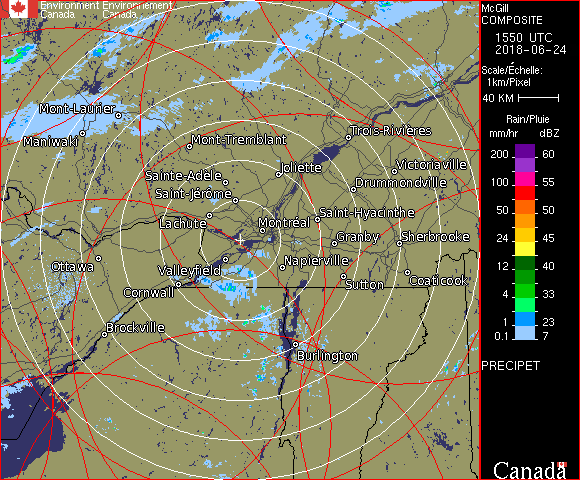 Environment Environnement
Canada Canada
McGill
COMPOSITE
1550 UTC
2018-06-24
Scale/Échelle:
1km/Pixel
40 KM
Rain/Pluie
mm/hr dBZ
200 60
150 57
100 55
50 50
24 45
12 40
4 33
1 23
0.1 7
PRECIPET
Canada
Mont-Laurier
Maniwaki
Mont-Tremblant
Trois-Rivières
Joliette
Victoriaville
Sainte-Adèle
Drummondville
Saint-Jérôme
Lachute
Saint-Hyacinthe
Montréal
Granby
Sherbrooke
Ottawa
Valleyfield
Napierville
Cornwall
Sutton
Coaticook
Brockville
Burlington